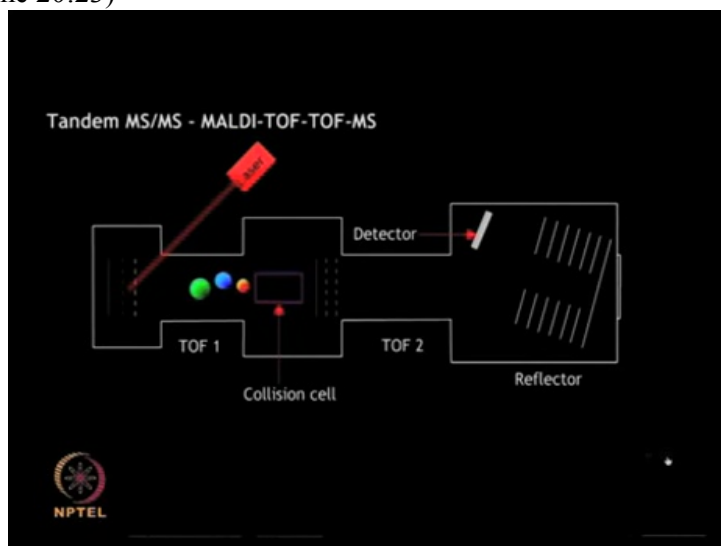 Tandem MS/MS - MALDI-TOF-TOF-MS
Laser
Detector
TOF 1
TOF 2
Collision cell
Reflector
NPTEL